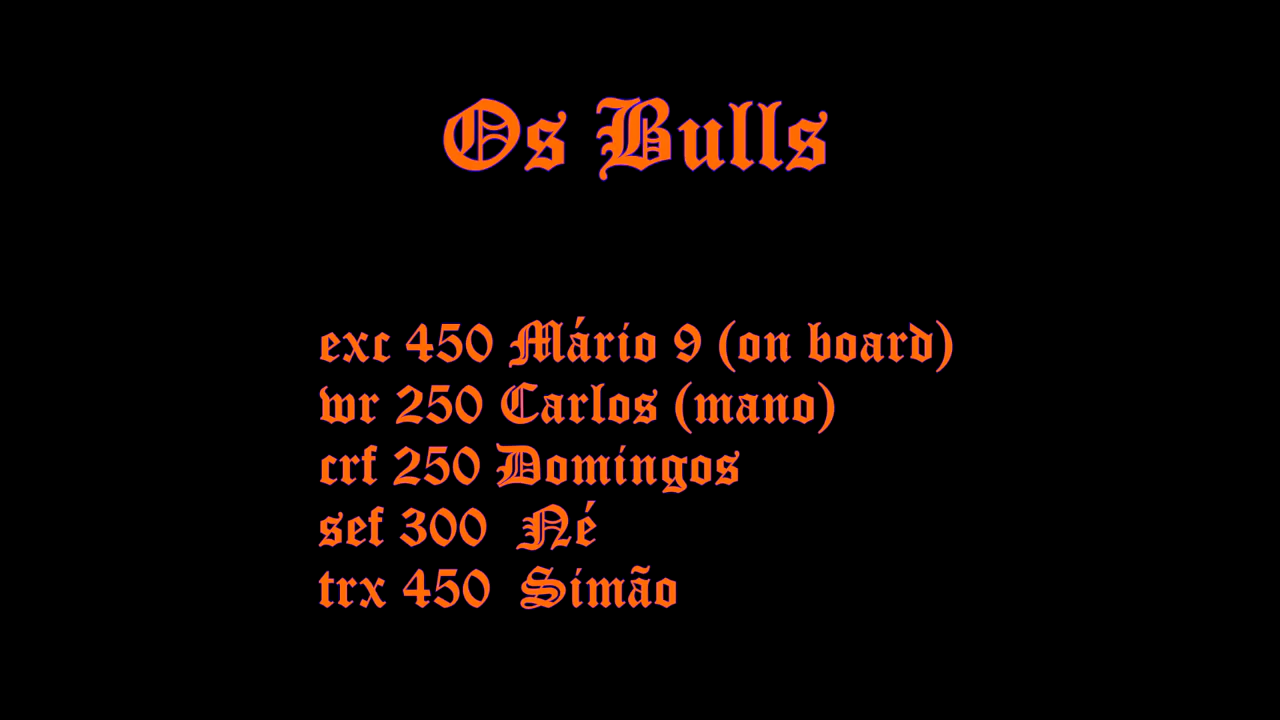 Os Bulls
exc 450 Mário 9 (on board)
wr 250 Carlos (mano)
crf 250 Domingos
sef 300 Né
trx 450 Simão